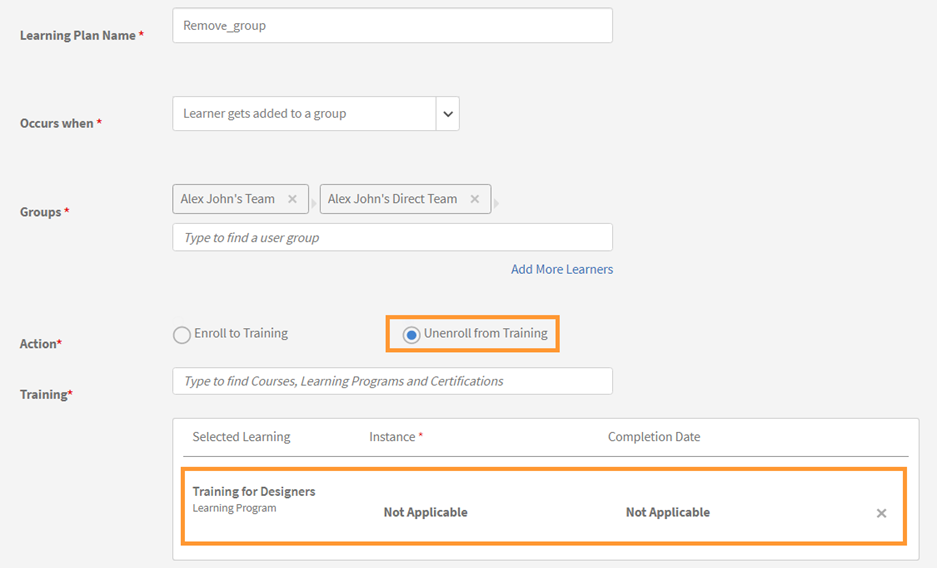 Learning Plan Name *
Remove_group
Occurs when *
Learner gets added to a group
Groups *
Alex John's Team ×
Alex John's Direct Team ×
Type to find a user group
Add More Learners
Action*
Enroll to Training
Unenroll from Training
Training*
Type to find Courses, Learning Programs and Certifications
Selected Learning Instance * Completion Date
Training for Designers
Learning Program
Not Applicable Not Applicable ×